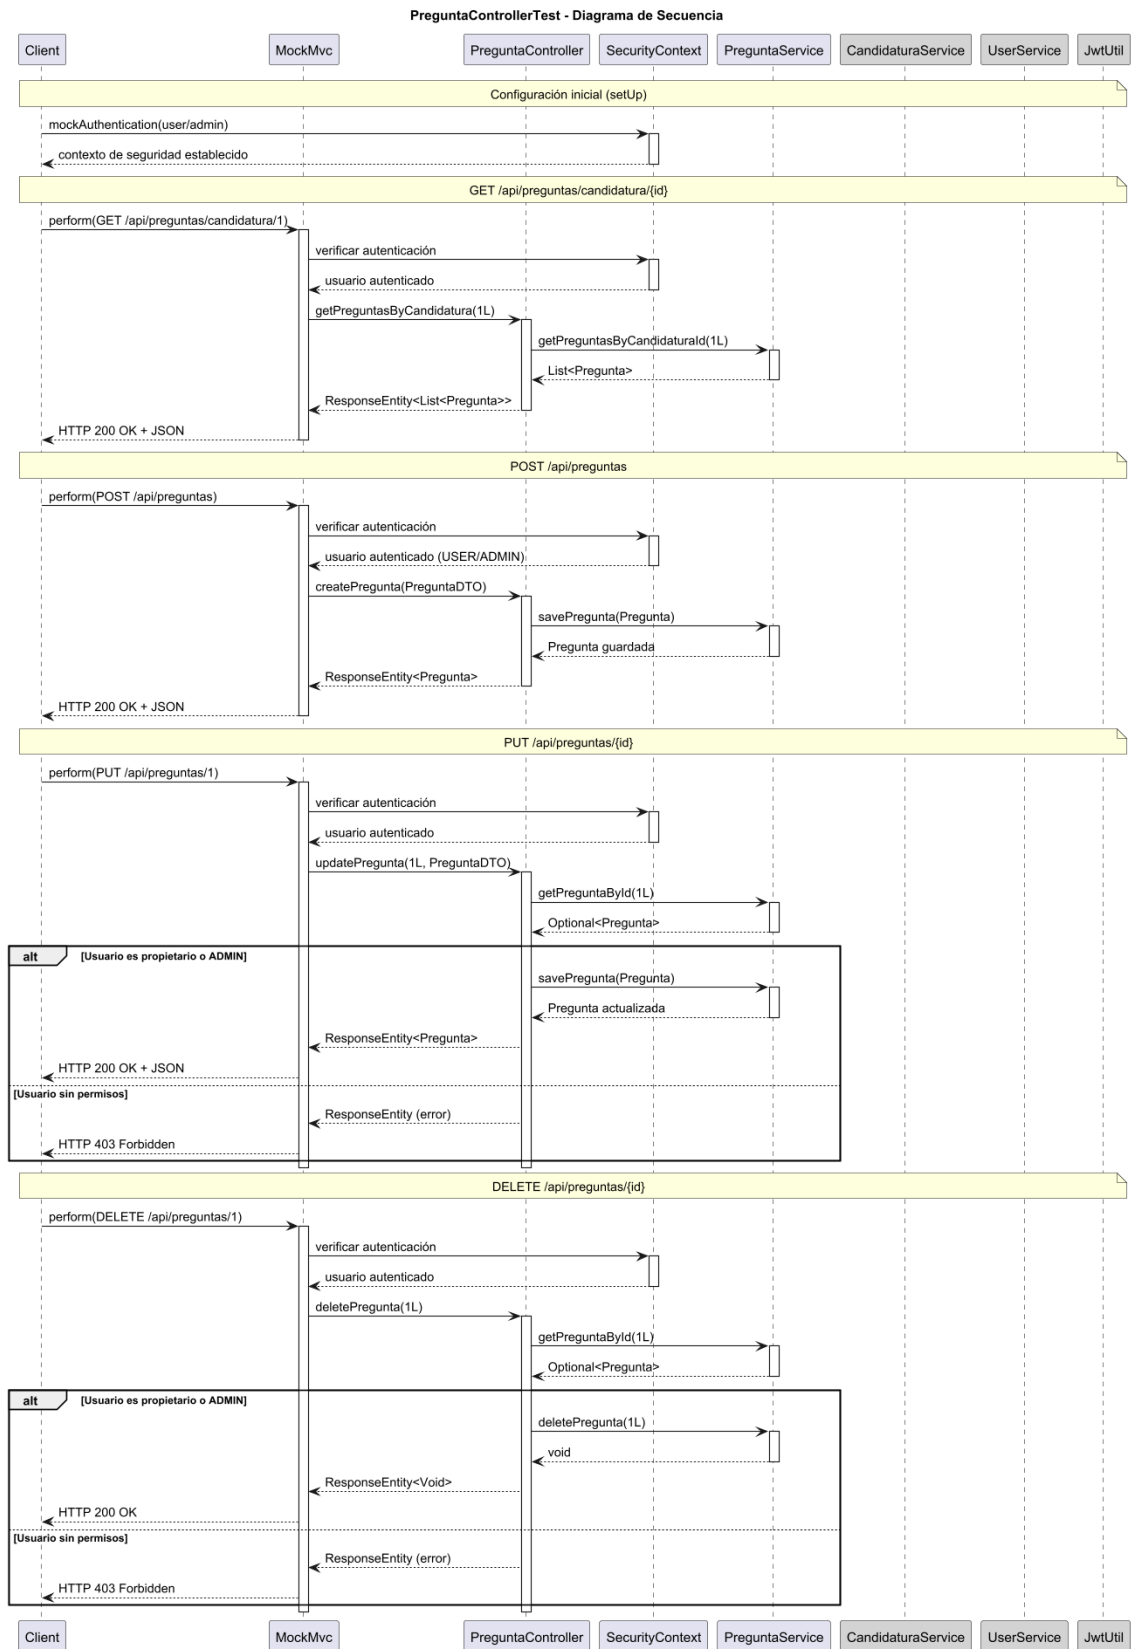 PreguntaControllerTest - Diagrama de Secuencia
Client MockMvc PreguntaController SecurityContext PreguntaService CandidaturaService UserService JwtUtil
Configuración inicial (setUp)
mockAuthentication(user/admin)
contexto de seguridad establecido
GET /api/preguntas/candidatura/{id}
perform(GET /api/preguntas/candidatura/1)
verificar autenticación
usuario autenticado
getPreguntasByCandidatura(1L)
getPreguntasByCandidaturaId(1L)
List<Pregunta>
ResponseEntity<List<Pregunta>>
HTTP 200 OK + JSON
POST /api/preguntas
perform(POST /api/preguntas)
verificar autenticación
usuario autenticado (USER/ADMIN)
createPregunta(PreguntaDTO)
savePregunta(Pregunta)
Pregunta guardada
ResponseEntity<Pregunta>
HTTP 200 OK + JSON
PUT /api/preguntas/{id}
perform(PUT /api/preguntas/1)
verificar autenticación
usuario autenticado
updatePregunta(1L, PreguntaDTO)
getPreguntaById(1L)
Optional<Pregunta>
alt [Usuario es propietario o ADMIN]
savePregunta(Pregunta)
Pregunta actualizada
ResponseEntity<Pregunta>
HTTP 200 OK + JSON
[Usuario sin permisos]
ResponseEntity (error)
HTTP 403 Forbidden
DELETE /api/preguntas/{id}
perform(DELETE /api/preguntas/1)
verificar autenticación
usuario autenticado
deletePregunta(1L)
getPreguntaById(1L)
Optional<Pregunta>
alt [Usuario es propietario o ADMIN]
deletePregunta(1L)
void
ResponseEntity<Void>
HTTP 200 OK
[Usuario sin permisos]
ResponseEntity (error)
HTTP 403 Forbidden
Client MockMvc PreguntaController SecurityContext PreguntaService CandidaturaService UserService JwtUtil